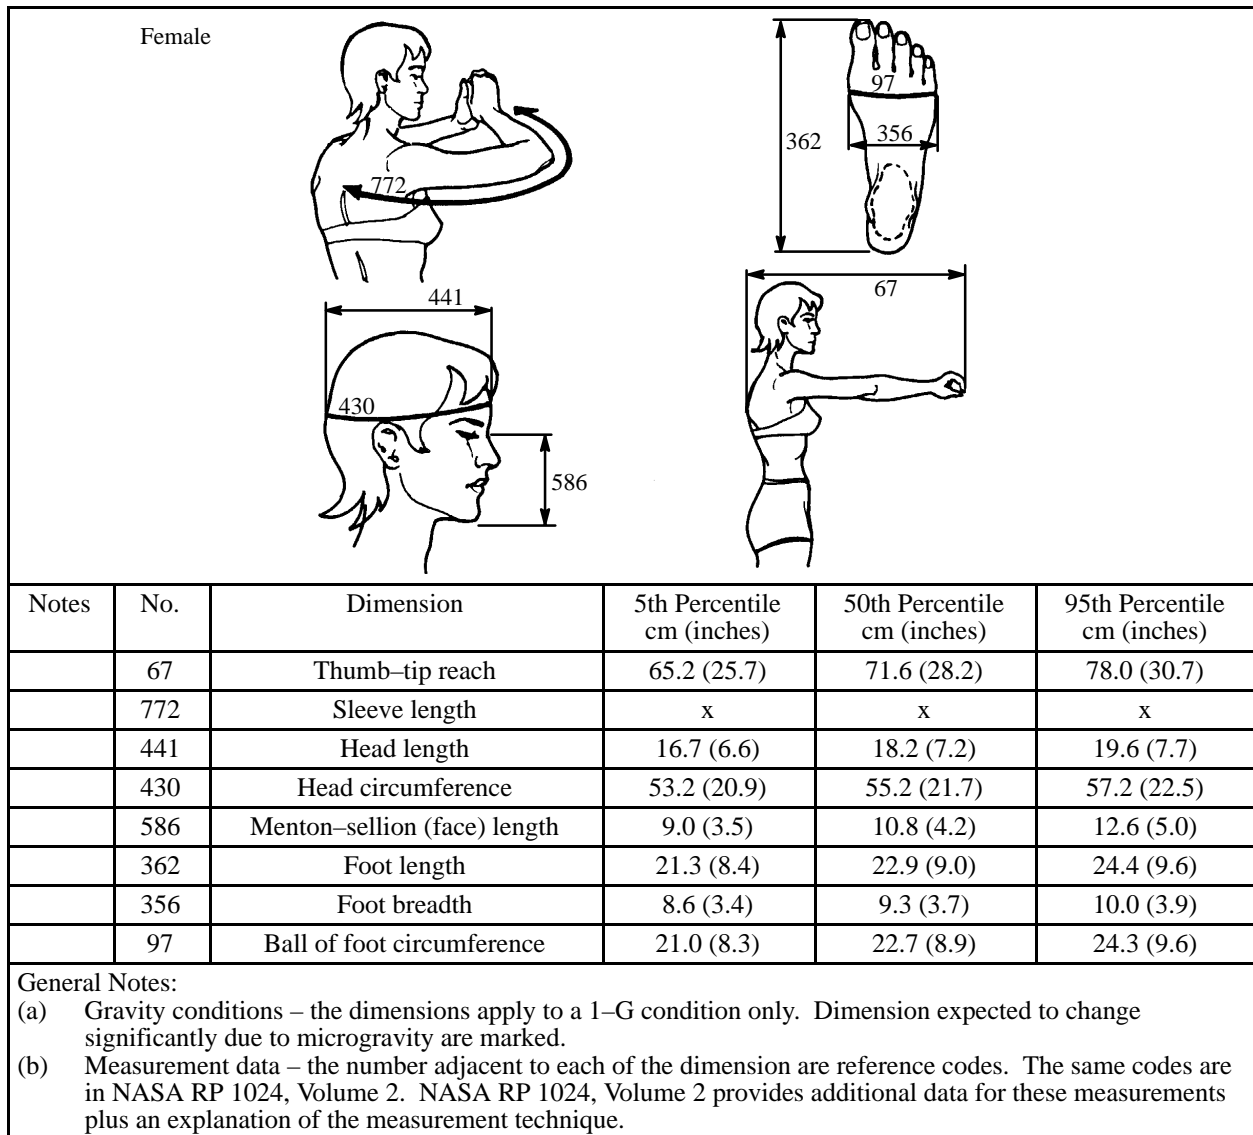 Female
772
97
362
356
67
441
430
586
Notes No. Dimension 5th Percentile cm (inches) 50th Percentile cm (inches) 95th Percentile cm (inches)
67 Thumb–tip reach 65.2 (25.7) 71.6 (28.2) 78.0 (30.7)
772 Sleeve length x x x
441 Head length 16.7 (6.6) 18.2 (7.2) 19.6 (7.7)
430 Head circumference 53.2 (20.9) 55.2 (21.7) 57.2 (22.5)
586 Menton–sellion (face) length 9.0 (3.5) 10.8 (4.2) 12.6 (5.0)
362 Foot length 21.3 (8.4) 22.9 (9.0) 24.4 (9.6)
356 Foot breadth 8.6 (3.4) 9.3 (3.7) 10.0 (3.9)
97 Ball of foot circumference 21.0 (8.3) 22.7 (8.9) 24.3 (9.6)
General Notes:
(a) Gravity conditions – the dimensions apply to a 1–G condition only. Dimension expected to change
significantly due to microgravity are marked.
(b) Measurement data – the number adjacent to each of the dimension are reference codes. The same codes are
in NASA RP 1024, Volume 2. NASA RP 1024, Volume 2 provides additional data for these measurements
plus an explanation of the measurement technique.